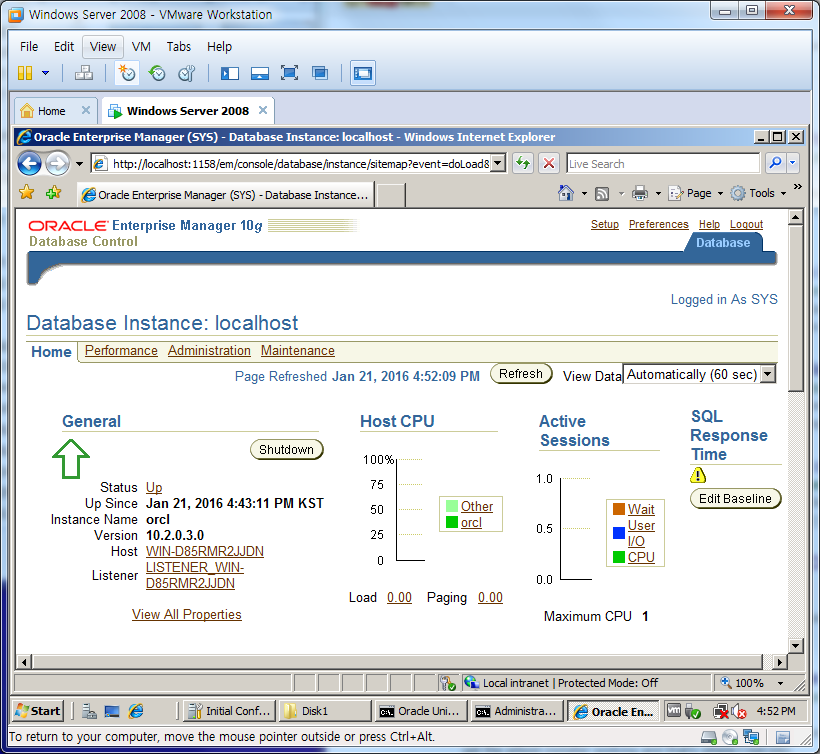 Windows Server 2008 - VMware Workstation
File Edit View VM Tabs Help
Home Windows Server 2008
Oracle Enterprise Manager (SYS) - Database Instance: localhost - Windows Internet Explorer
http://localhost:1158/em/console/database/instance/sitemap?event=doLoad& Live Search
Oracle Enterprise Manager (SYS) - Database Instance... Page Tools »
ORACLE Enterprise Manager 10g
Database Control
Setup Preferences Help Logout
Database
Logged in As SYS
Database Instance: localhost
Home Performance Administration Maintenance
Page Refreshed Jan 21, 2016 4:52:09 PM Refresh View Data Automatically (60 sec)
General
Shutdown
Status Up
Up Since Jan 21, 2016 4:43:11 PM KST
Instance Name orcl
Version 10.2.0.3.0
Host WIN-D85RMR2JJDN
Listener LISTENER_WIN-
D85RMR2JJDN
View All Properties
Host CPU
100%
75
50
25
0
Other
orcl
Load 0.00 Paging 0.00
Active
Sessions
1.0
0.5
0.0
Wait
User
I/O
CPU
Maximum CPU 1
SQL
Response
Time
Edit Baseline
Local intranet | Protected Mode: Off 100%
Start Initial Conf... Disk1 Oracle Uni... Administra... Oracle En... 4:52 PM
To return to your computer, move the mouse pointer outside or press Ctrl+Alt.